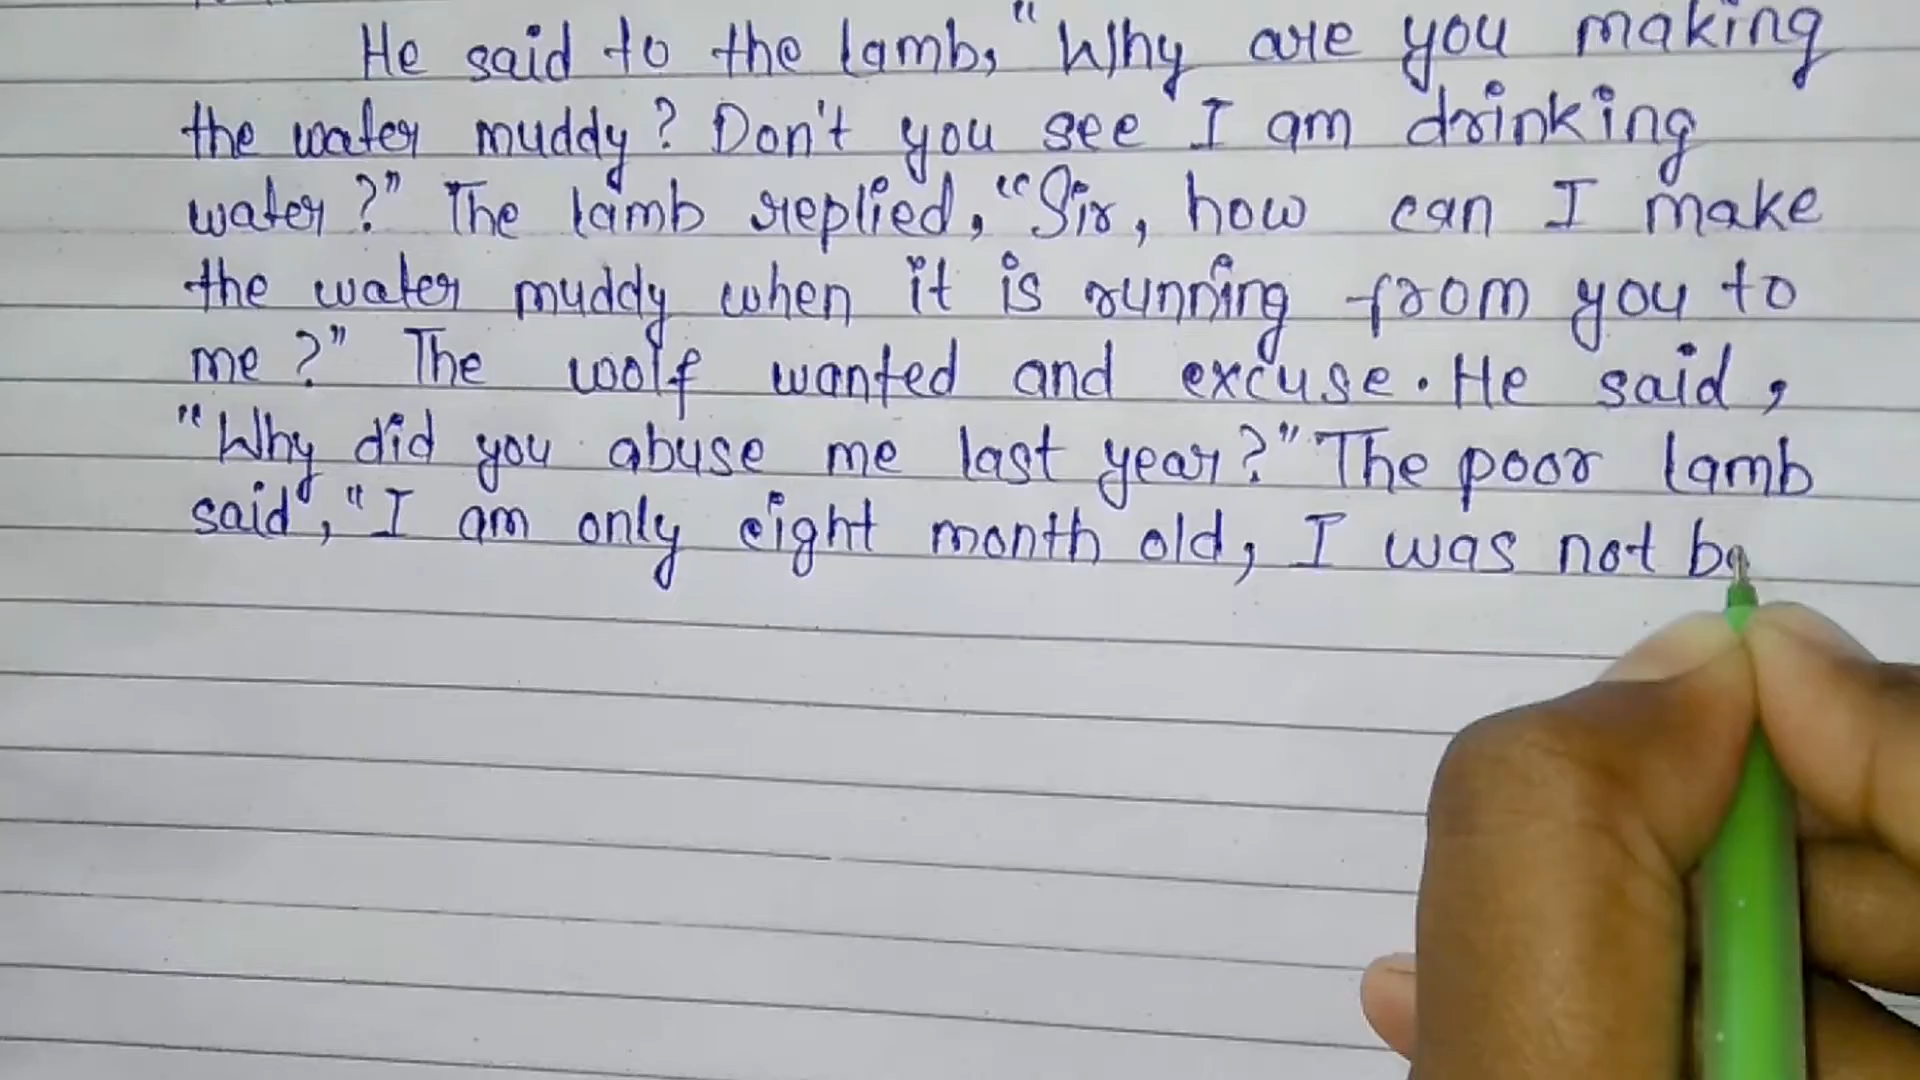 He said to the lamb, "Why are you making
the water muddy? Don't you see I am drinking
water?" The lamb replied, "Sir, how can I make
the water muddy when it is running from you to
me?" The woolf wanted and excuse. He said,
"Why did you abuse me last year?" The poor lamb
said, "I am only eight month old, I was not